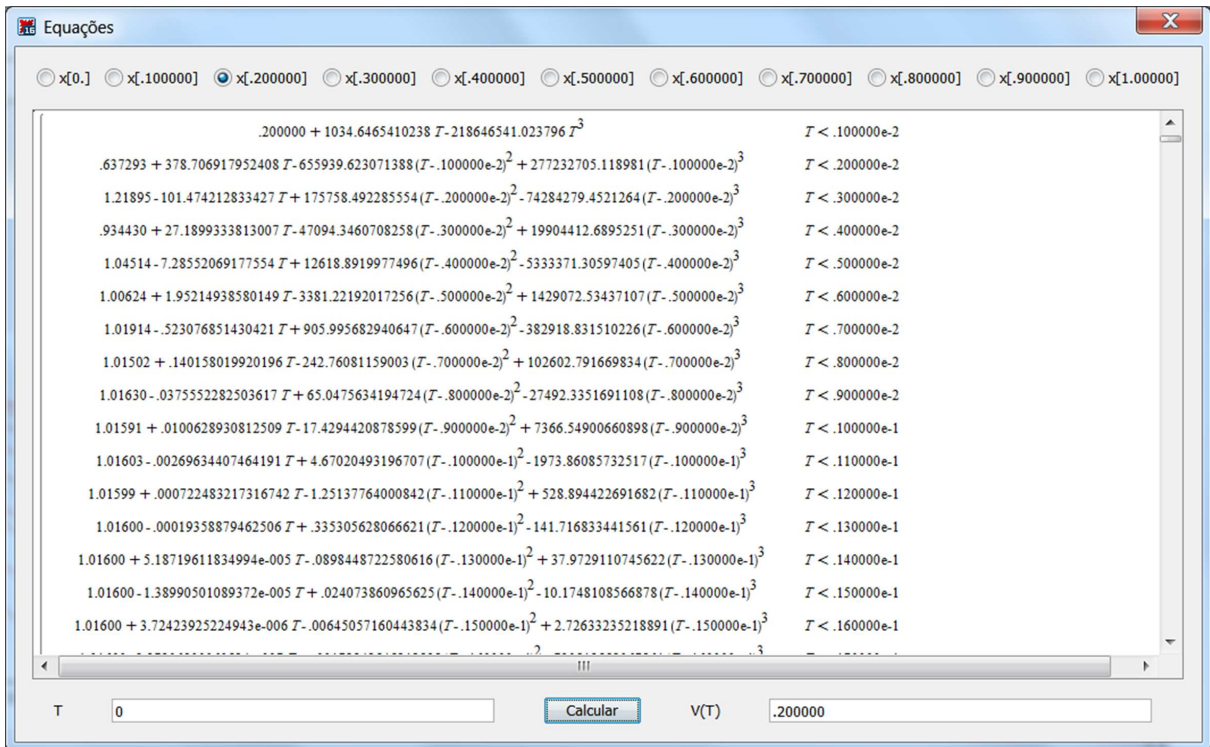 Equações
x[0.] x[.100000] x[.200000] x[.300000] x[.400000] x[.500000] x[.600000] x[.700000] x[.800000] x[.900000] x[1.00000]
.200000 + 1034.6465410238 T - 218646541.023796 T^3 T < .100000e-2
.637293 + 378.706917952408 T - 655939.623071388 (T - .100000e-2)^2 + 277232705.118981 (T - .100000e-2)^3 T < .200000e-2
1.21895 - 101.474212833427 T + 175758.492285554 (T - .200000e-2)^2 - 74284279.4521264 (T - .200000e-2)^3 T < .300000e-2
.934430 + 27.1899333813007 T - 47094.3460708258 (T - .300000e-2)^2 + 19904412.6895251 (T - .300000e-2)^3 T < .400000e-2
1.04514 - 7.28552069177554 T + 12618.8919977496 (T - .400000e-2)^2 - 5333371.30597405 (T - .400000e-2)^3 T < .500000e-2
1.00624 + 1.95214938580149 T - 3381.22192017256 (T - .500000e-2)^2 + 1429072.53437107 (T - .500000e-2)^3 T < .600000e-2
1.01914 - .523076851430421 T + 905.995682940647 (T - .600000e-2)^2 - 382918.831510226 (T - .600000e-2)^3 T < .700000e-2
1.01502 + .140158019920196 T - 242.76081159003 (T - .700000e-2)^2 + 102602.791669834 (T - .700000e-2)^3 T < .800000e-2
1.01630 - .0375552282503617 T + 65.0475634194724 (T - .800000e-2)^2 - 27492.3351691108 (T - .800000e-2)^3 T < .900000e-2
1.01591 + .0100628930812509 T - 17.4294420878599 (T - .900000e-2)^2 + 7366.54900660898 (T - .900000e-2)^3 T < .100000e-1
1.01603 - .00269634407464191 T + 4.67020493196707 (T - .100000e-1)^2 - 1973.86085732517 (T - .100000e-1)^3 T < .110000e-1
1.01599 + .000722483217316742 T - 1.25137764000842 (T - .110000e-1)^2 + 528.894422691682 (T - .110000e-1)^3 T < .120000e-1
1.01600 - .00019358879462506 T + .335305628066621 (T - .120000e-1)^2 - 141.716833441561 (T - .120000e-1)^3 T < .130000e-1
1.01600 + 5.18719611834994e-005 T - .0898448722580616 (T - .130000e-1)^2 + 37.9729110745622 (T - .130000e-1)^3 T < .140000e-1
1.01600 - 1.38990501089372e-005 T + .024073860965625 (T - .140000e-1)^2 - 10.1748108566878 (T - .140000e-1)^3 T < .150000e-1
1.01600 + 3.72423925224943e-006 T - .00645057160443834 (T - .150000e-1)^2 + 2.72633235218891 (T - .150000e-1)^3 T < .160000e-1
T 0 Calcular V(T) .200000